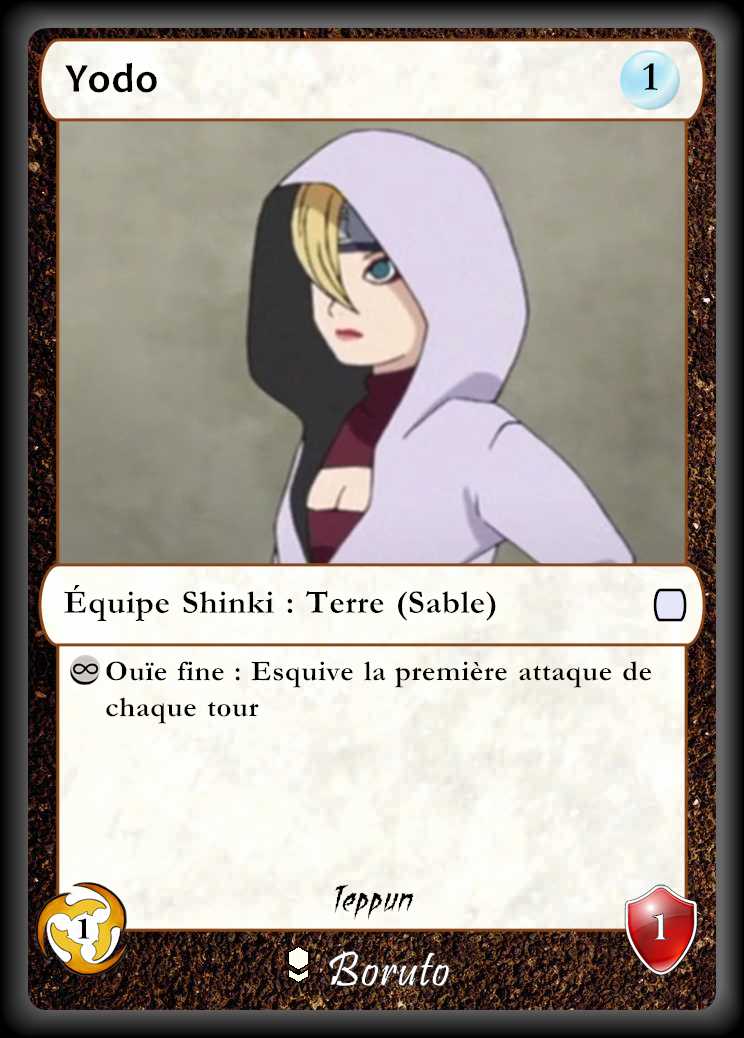 Yodo
1
Équipe Shinki : Terre (Sable)
Ouïe fine : Esquive la première attaque de
chaque tour
Teppun
1
1
Boruto